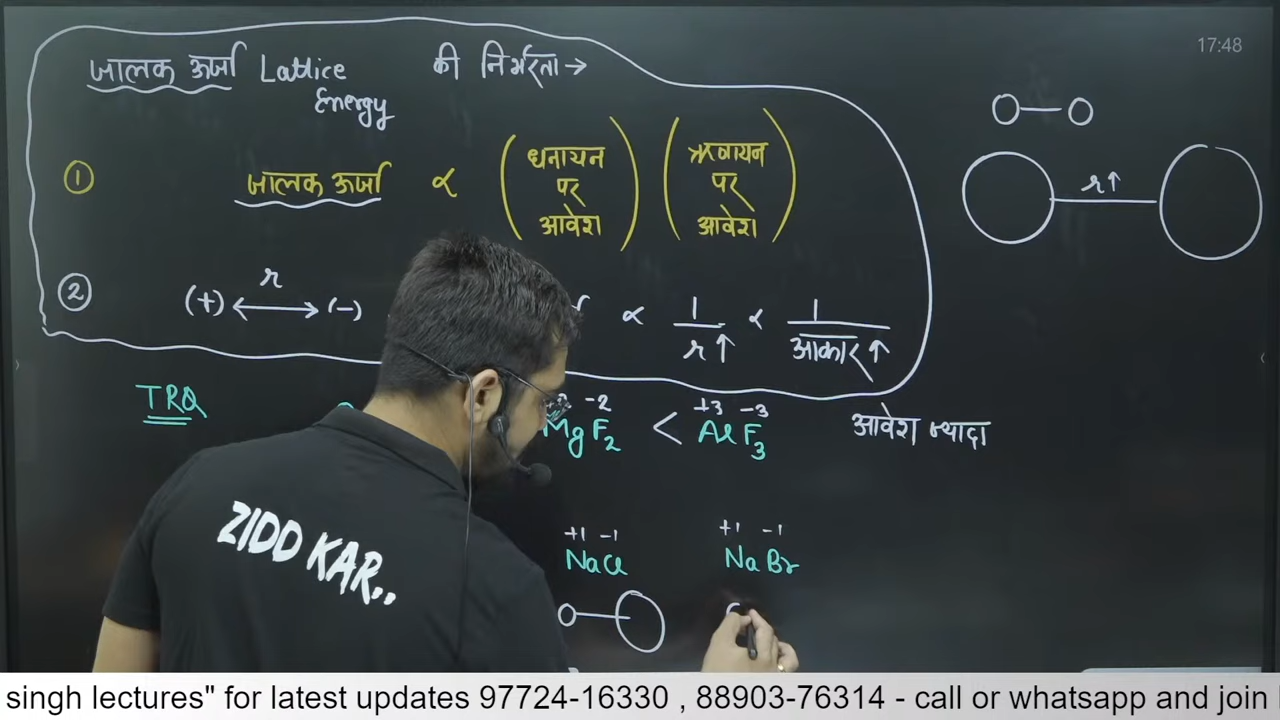 17:48
जालक ऊर्जा Lattice Energy की निर्भरता →
① जालक ऊर्जा ∝ (धनायन पर आवेश) (ऋणायन पर आवेश)
r↑
② (+) ⟷ (-) ∝ 1/r↑ ∝ 1/आकार↑
r
TRQ
-2 +3 -3
MgF₂ < AlF₃ आवेश ज्यादा
+1 -1 +1 -1
NaCl NaBr
ZIDD KAR..
singh lectures" for latest updates 97724-16330 , 88903-76314 - call or whatsapp and join